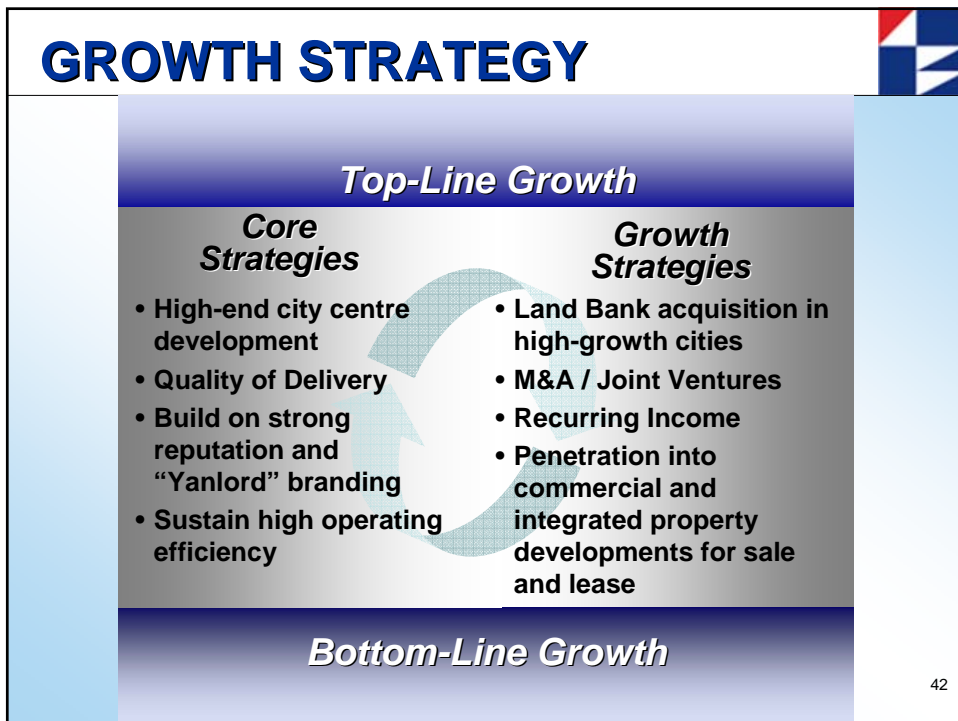 GROWTH STRATEGY
Top-Line Growth
Core
Strategies
• High-end city centre
development
• Quality of Delivery
• Build on strong
reputation and
“Yanlord” branding
• Sustain high operating
efficiency
Growth
Strategies
• Land Bank acquisition in
high-growth cities
• M&A / Joint Ventures
• Recurring Income
• Penetration into
commercial and
integrated property
developments for sale
and lease
Bottom-Line Growth
42